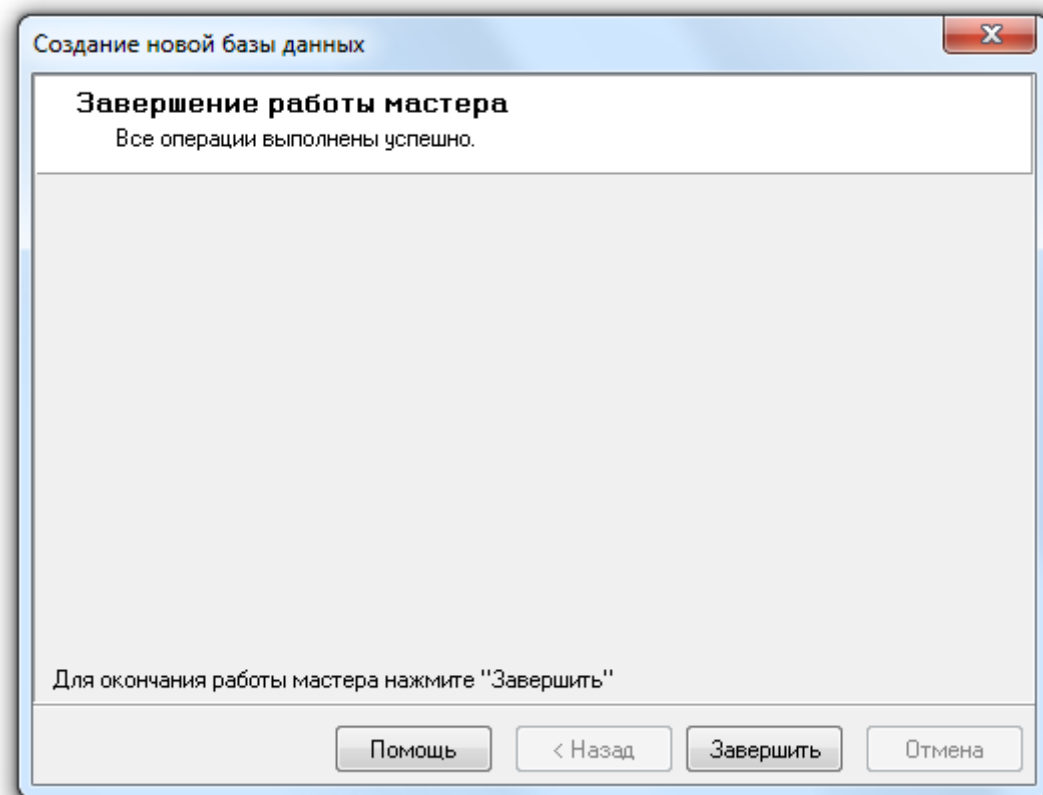 Создание новой базы данных
Завершение работы мастера
Все операции выполнены успешно.
Для окончания работы мастера нажмите "Завершить"
Помощь
< Назад
Завершить
Отмена